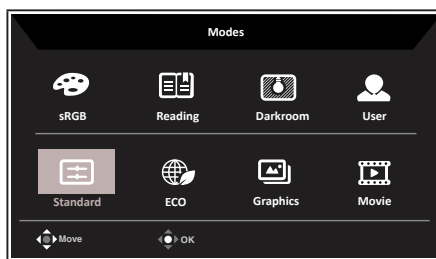 Modes
sRGB Reading Darkroom User
Standard ECO Graphics Movie
Move OK